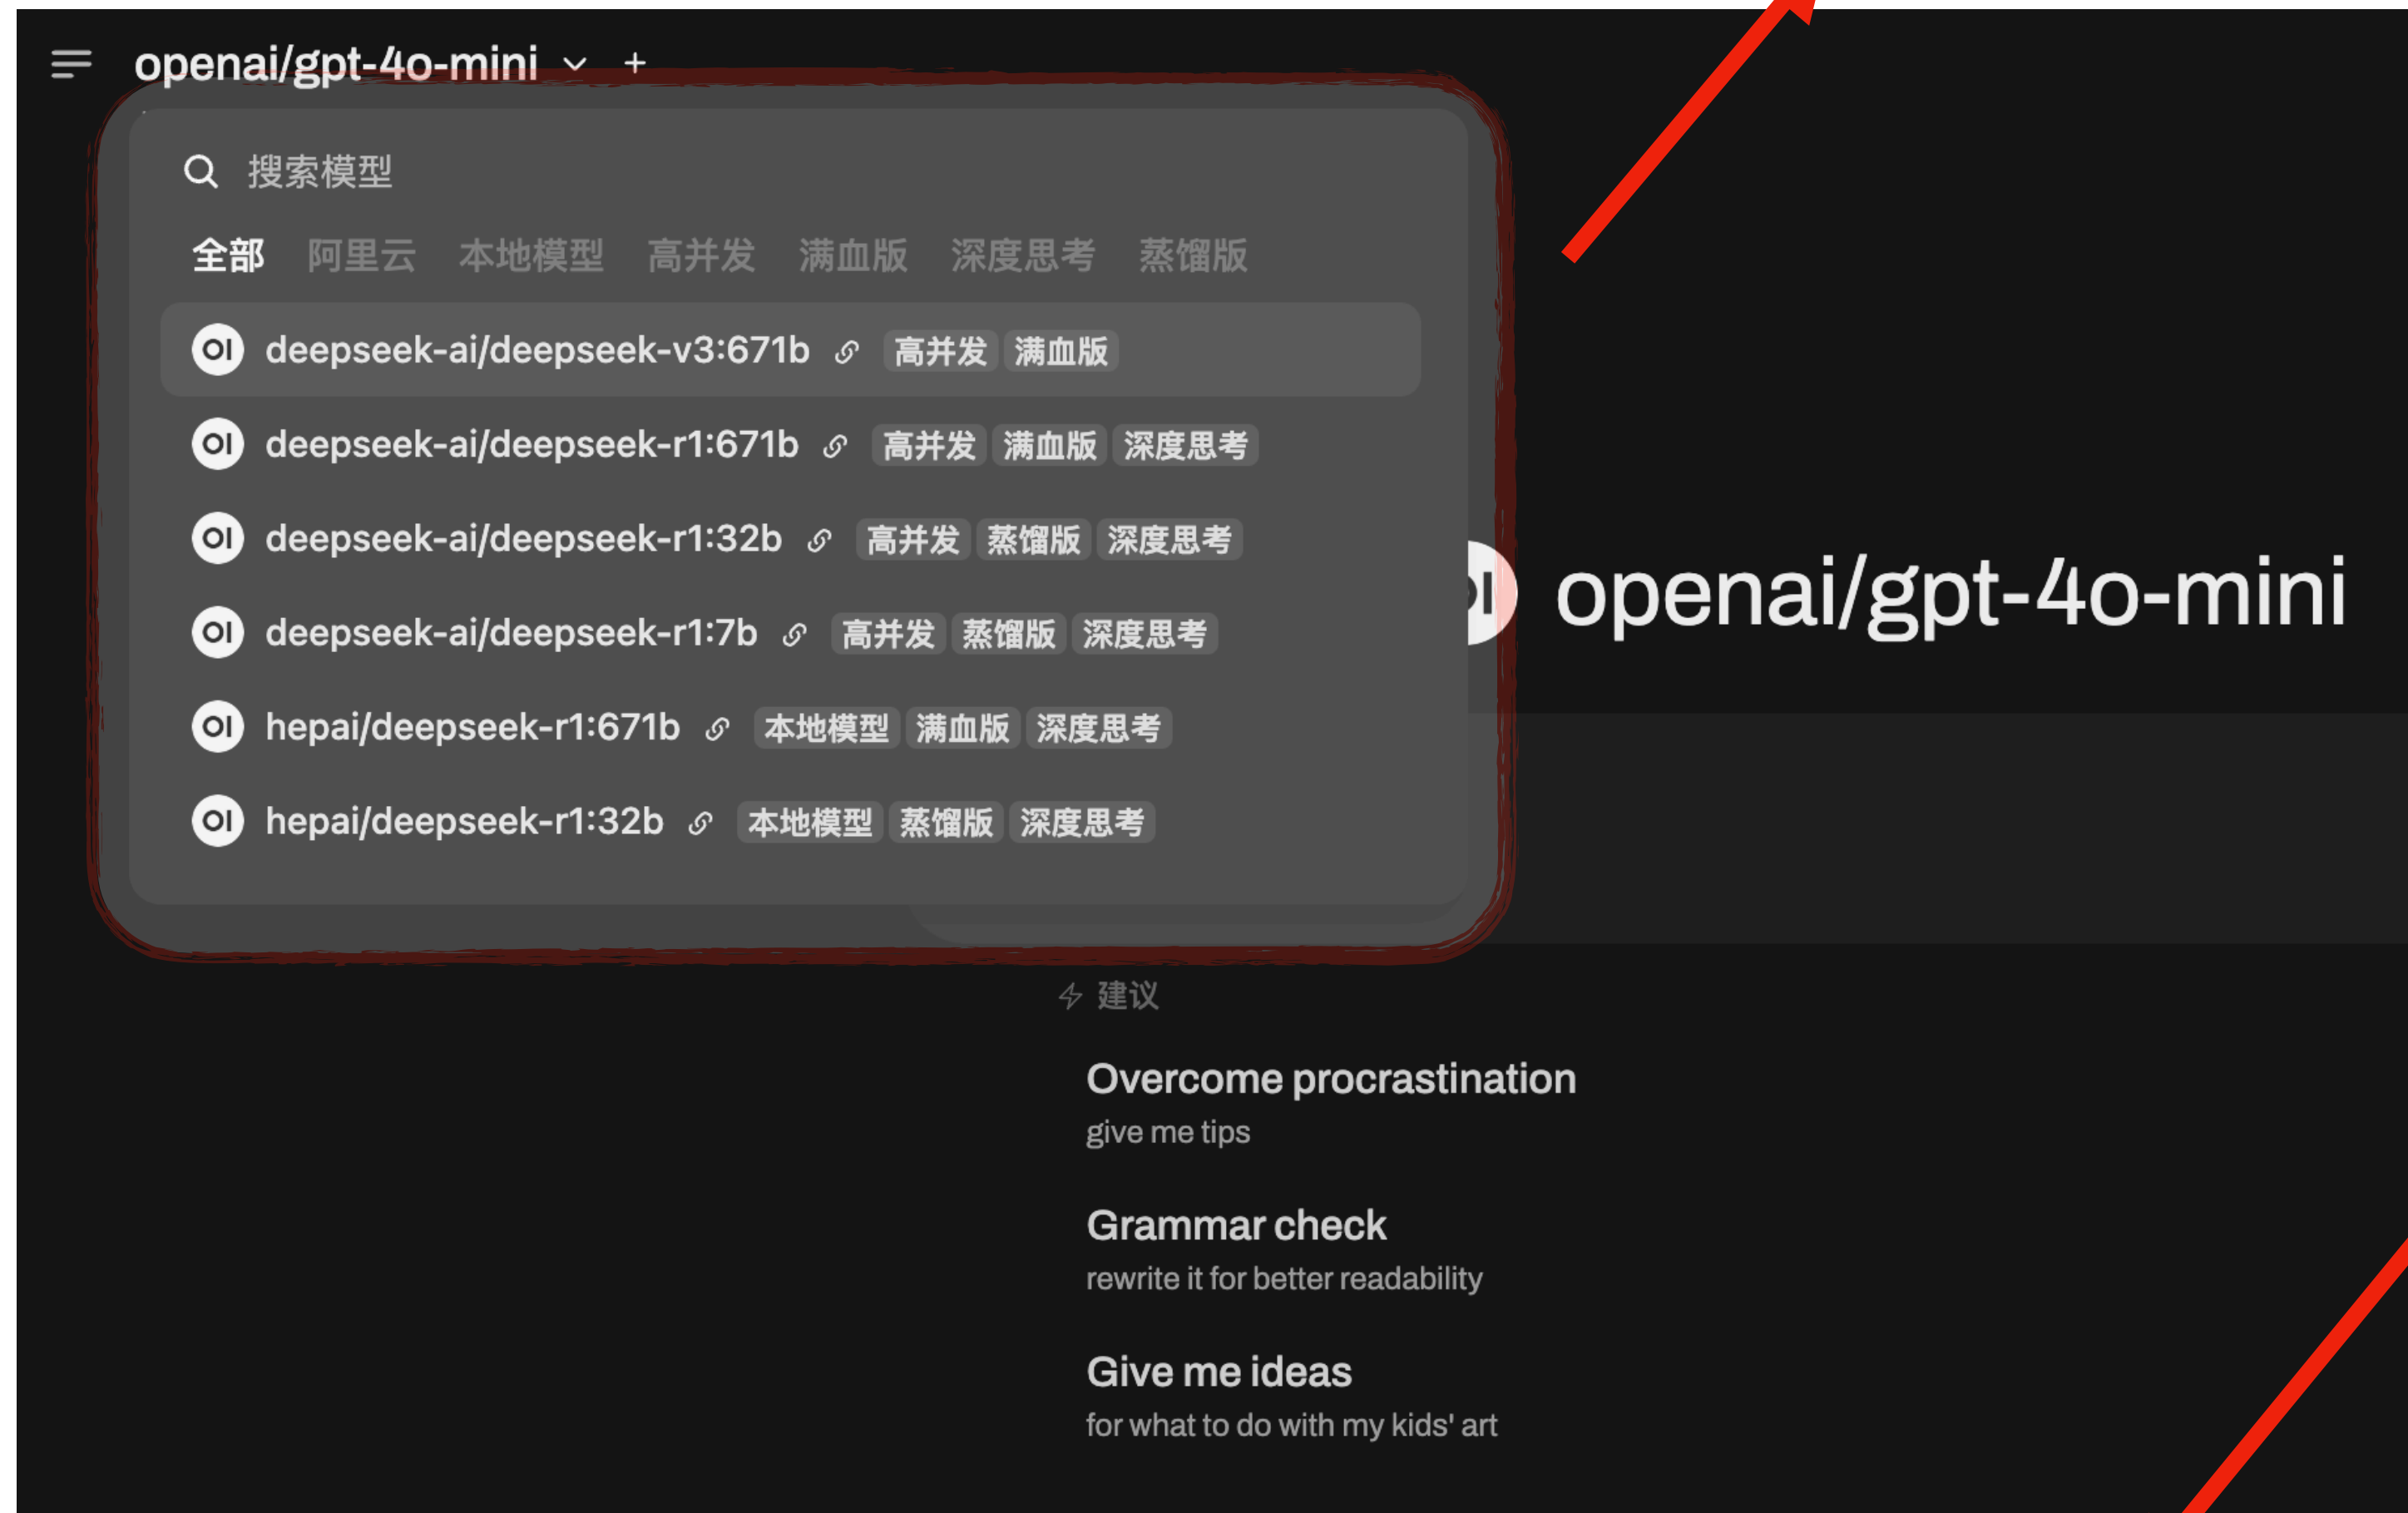 openai/gpt-4o-mini
搜索模型
全部 阿里云 本地模型 高并发 满血版 深度思考 蒸馏版
OI deepseek-ai/deepseek-v3:671b 高并发 满血版
OI deepseek-ai/deepseek-r1:671b 高并发 满血版 深度思考
OI deepseek-ai/deepseek-r1:32b 高并发 蒸馏版 深度思考
OI deepseek-ai/deepseek-r1:7b 高并发 蒸馏版 深度思考
OI hepai/deepseek-r1:671b 本地模型 满血版 深度思考
OI hepai/deepseek-r1:32b 本地模型 蒸馏版 深度思考
openai/gpt-4o-mini
建议
Overcome procrastination
give me tips
Grammar check
rewrite it for better readability
Give me ideas
for what to do with my kids' art